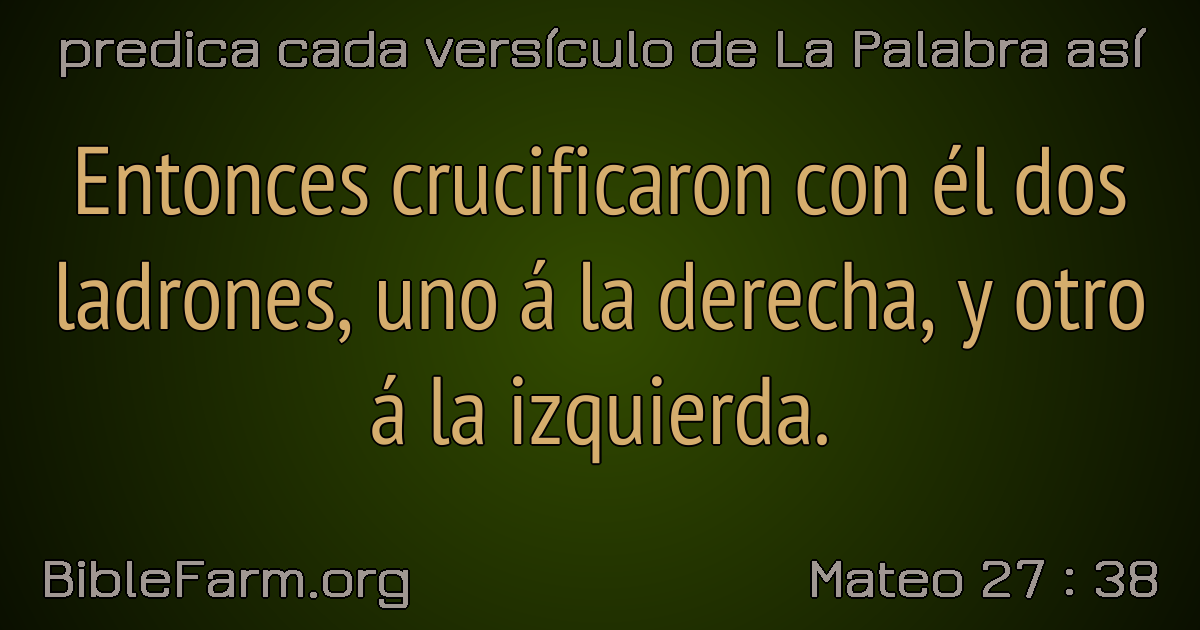 predica cada versículo de La Palabra así
Entonces crucificaron con él dos
ladrones, uno á la derecha, y otro
á la izquierda.
BibleFarm.org
Mateo 27 : 38